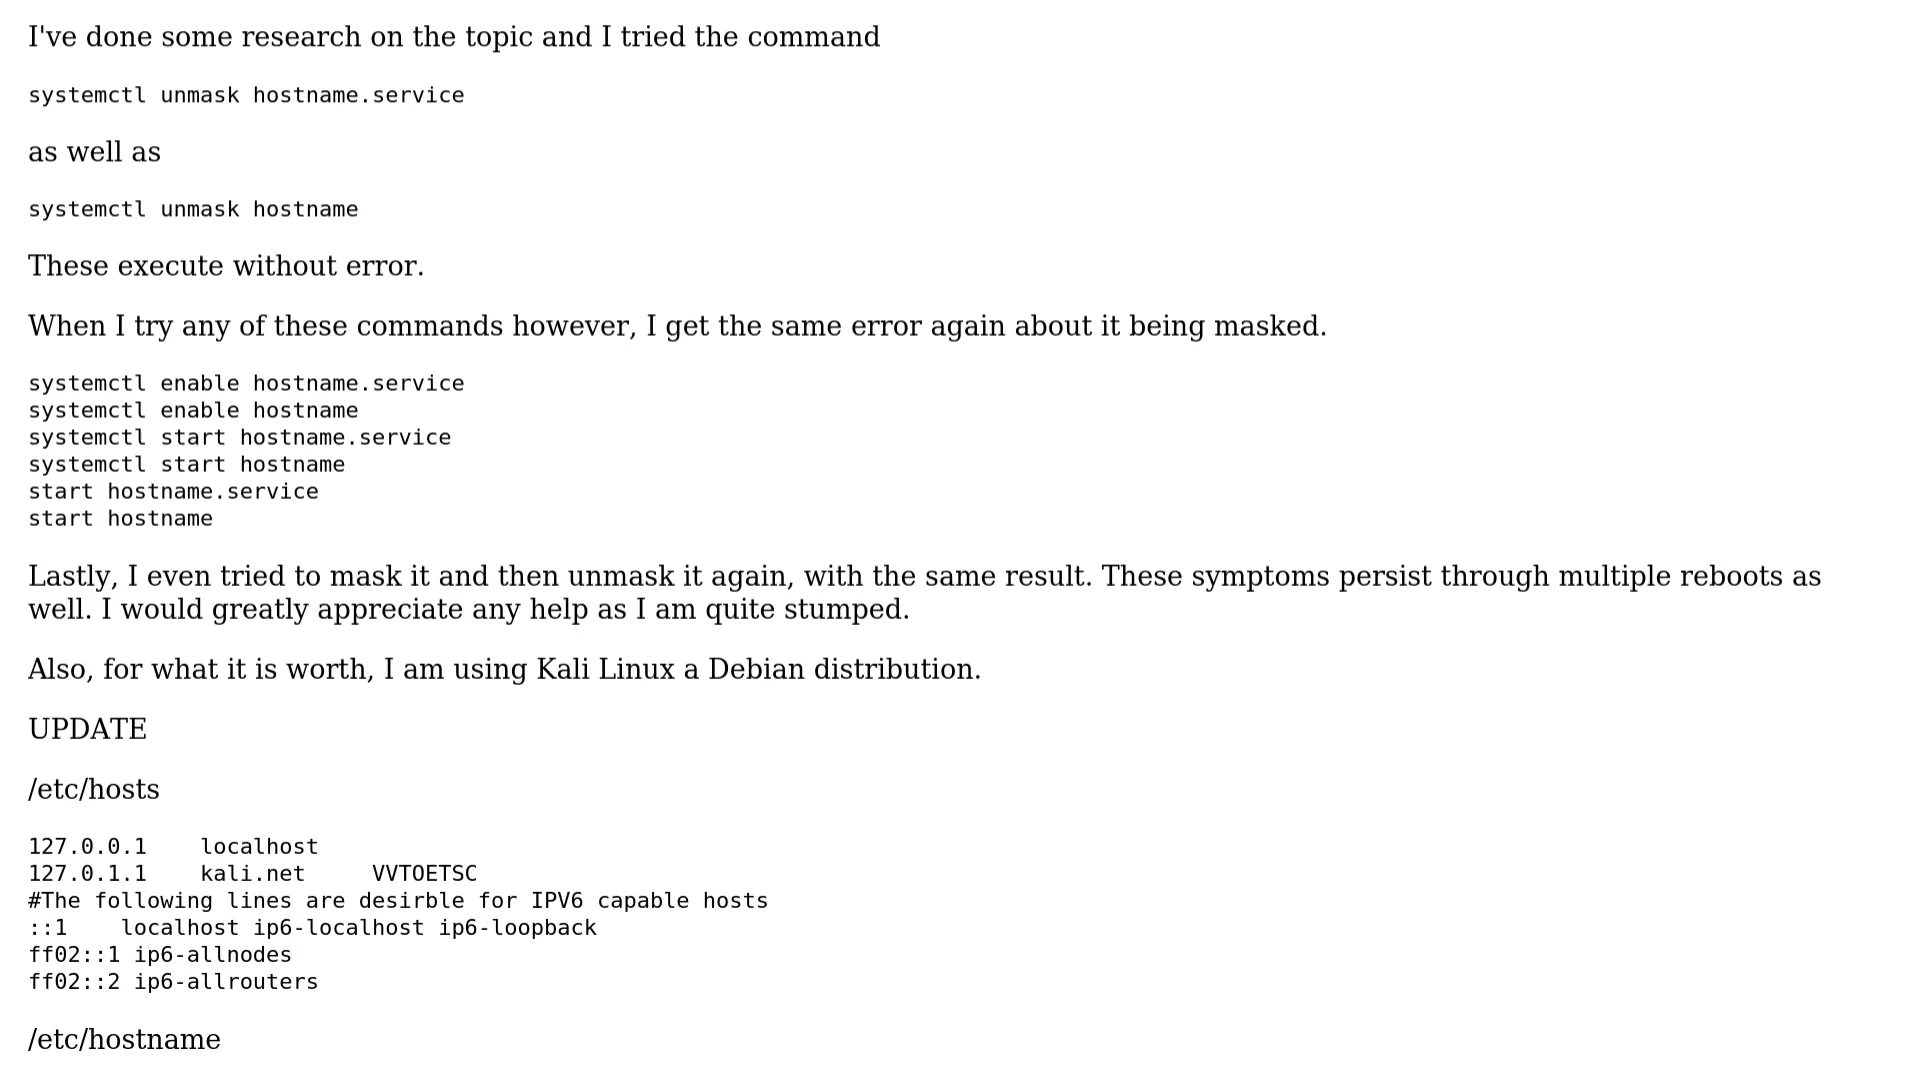 I've done some research on the topic and I tried the command
systemctl unmask hostname.service
as well as
systemctl unmask hostname
These execute without error.
When I try any of these commands however, I get the same error again about it being masked.
systemctl enable hostname.service
systemctl enable hostname
systemctl start hostname.service
systemctl start hostname
start hostname.service
start hostname
Lastly, I even tried to mask it and then unmask it again, with the same result. These symptoms persist through multiple reboots as
well. I would greatly appreciate any help as I am quite stumped.
Also, for what it is worth, I am using Kali Linux a Debian distribution.
UPDATE
/etc/hosts
127.0.0.1    localhost
127.0.1.1    kali.net     VVTOETSC
#The following lines are desirble for IPV6 capable hosts
::1    localhost ip6-localhost ip6-loopback
ff02::1 ip6-allnodes
ff02::2 ip6-allrouters
/etc/hostname